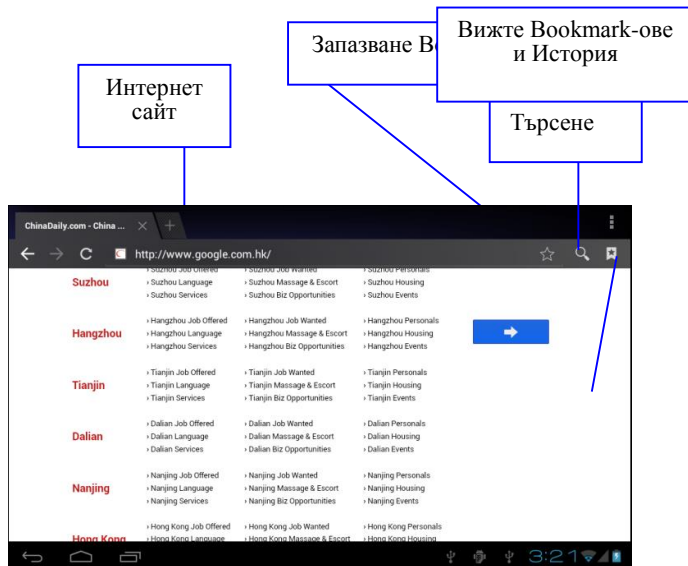 Запазване B
Вижте Bookmark-ове
и История
Интернет
сайт
Търсене
ChinaDaily.com - China ...
http://www.google.com.hk/
› Suzhou Job Offered › Suzhou Job Wanted › Suzhou Personals
Suzhou › Suzhou Language › Suzhou Massage & Escort › Suzhou Housing
› Suzhou Services › Suzhou Biz Opportunities › Suzhou Events
› Hangzhou Job Offered › Hangzhou Job Wanted › Hangzhou Personals
Hangzhou › Hangzhou Language › Hangzhou Massage & Escort › Hangzhou Housing
› Hangzhou Services › Hangzhou Biz Opportunities › Hangzhou Events
› Tianjin Job Offered › Tianjin Job Wanted › Tianjin Personals
Tianjin › Tianjin Language › Tianjin Massage & Escort › Tianjin Housing
› Tianjin Services › Tianjin Biz Opportunities › Tianjin Events
› Dalian Job Offered › Dalian Job Wanted › Dalian Personals
Dalian › Dalian Language › Dalian Massage & Escort › Dalian Housing
› Dalian Services › Dalian Biz Opportunities › Dalian Events
› Nanjing Job Offered › Nanjing Job Wanted › Nanjing Personals
Nanjing › Nanjing Language › Nanjing Massage & Escort › Nanjing Housing
› Nanjing Services › Nanjing Biz Opportunities › Nanjing Events
› Hong Kong Job Offered › Hong Kong Job Wanted › Hong Kong Personals
Hong Kong › Hong Kong Language › Hong Kong Massage & Escort › Hong Kong Housing
3:21